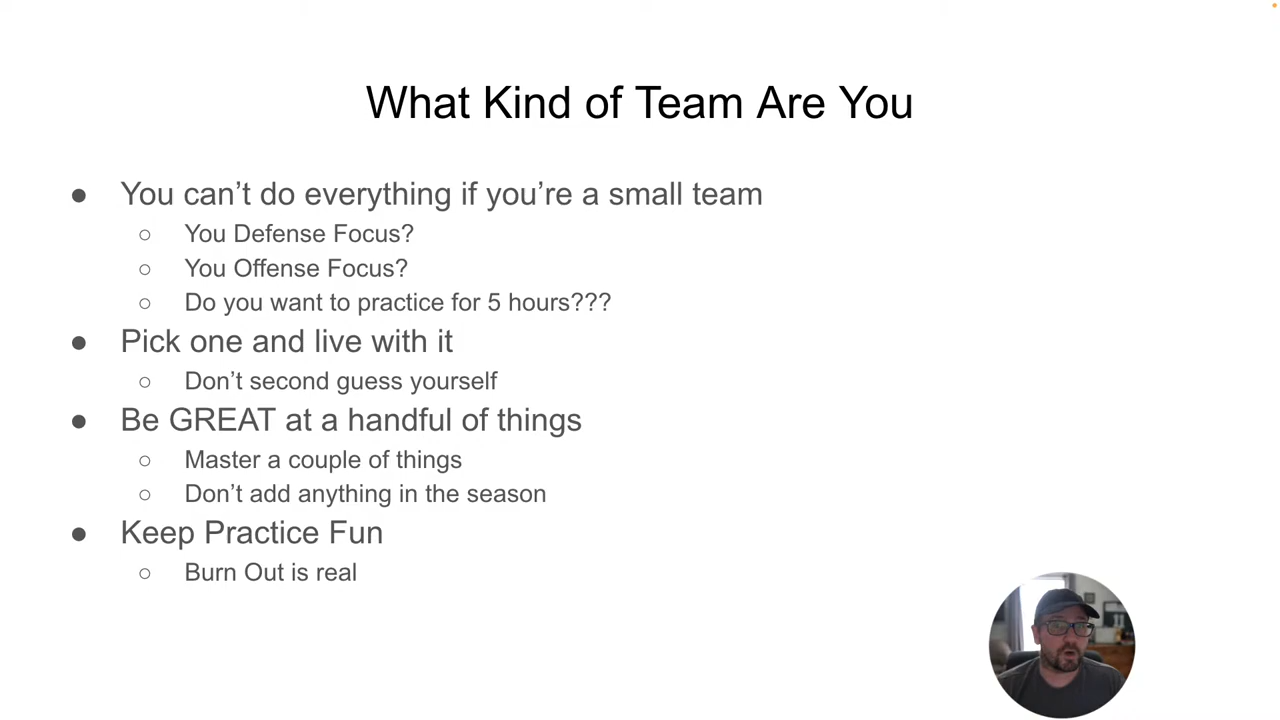 What Kind of Team Are You
● You can’t do everything if you’re a small team
○ You Defense Focus?
○ You Offense Focus?
○ Do you want to practice for 5 hours???
● Pick one and live with it
○ Don’t second guess yourself
● Be GREAT at a handful of things
○ Master a couple of things
○ Don’t add anything in the season
● Keep Practice Fun
○ Burn Out is real